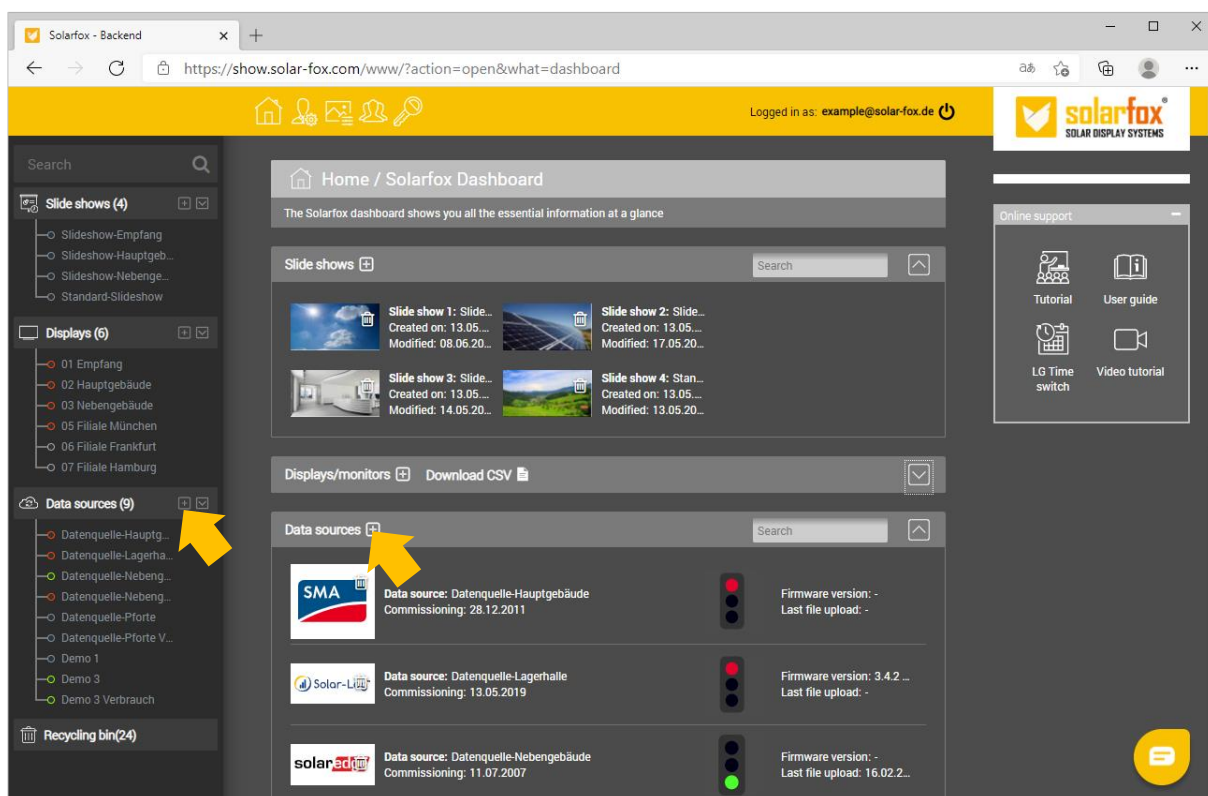 Solarfox - Backend
https://show.solar-fox.com/www/?action=open&what=dashboard
aあ
Logged in as: example@solar-fox.de
solarfox®
SOLAR DISPLAY SYSTEMS
Search
Slide shows (4)
Slideshow-Empfang
Slideshow-Hauptgeb...
Slideshow-Nebenge...
Standard-Slideshow
Displays (6)
01 Empfang
02 Hauptgebäude
03 Nebengebäude
05 Filiale München
06 Filiale Frankfurt
07 Filiale Hamburg
Data sources (9)
Datenquelle-Hauptg...
Datenquelle-Lagerha...
Datenquelle-Nebeng...
Datenquelle-Nebeng...
Datenquelle-Pforte
Datenquelle-Pforte V...
Demo 1
Demo 3
Demo 3 Verbrauch
Recycling bin(24)
Home / Solarfox Dashboard
The Solarfox dashboard shows you all the essential information at a glance
Slide shows
Search
Slide show 1: Slide...
Created on: 13.05....
Modified: 08.06.20...
Slide show 2: Slide...
Created on: 13.05....
Modified: 17.05.20...
Slide show 3: Slide...
Created on: 13.05....
Modified: 14.05.20...
Slide show 4: Stan...
Created on: 13.05....
Modified: 13.05.20...
Displays/monitors Download CSV
Data sources
Search
SMA
Data source: Datenquelle-Hauptgebäude
Commissioning: 28.12.2011
Firmware version: -
Last file upload: -
Data source: Datenquelle-Lagerhalle
Commissioning: 13.05.2019
Firmware version: 3.4.2 ...
Last file upload: -
Data source: Datenquelle-Nebengebäude
Commissioning: 11.07.2007
Firmware version: -
Last file upload: 16.02.2...
Online support
Tutorial
User guide
LG Time
switch
Video tutorial